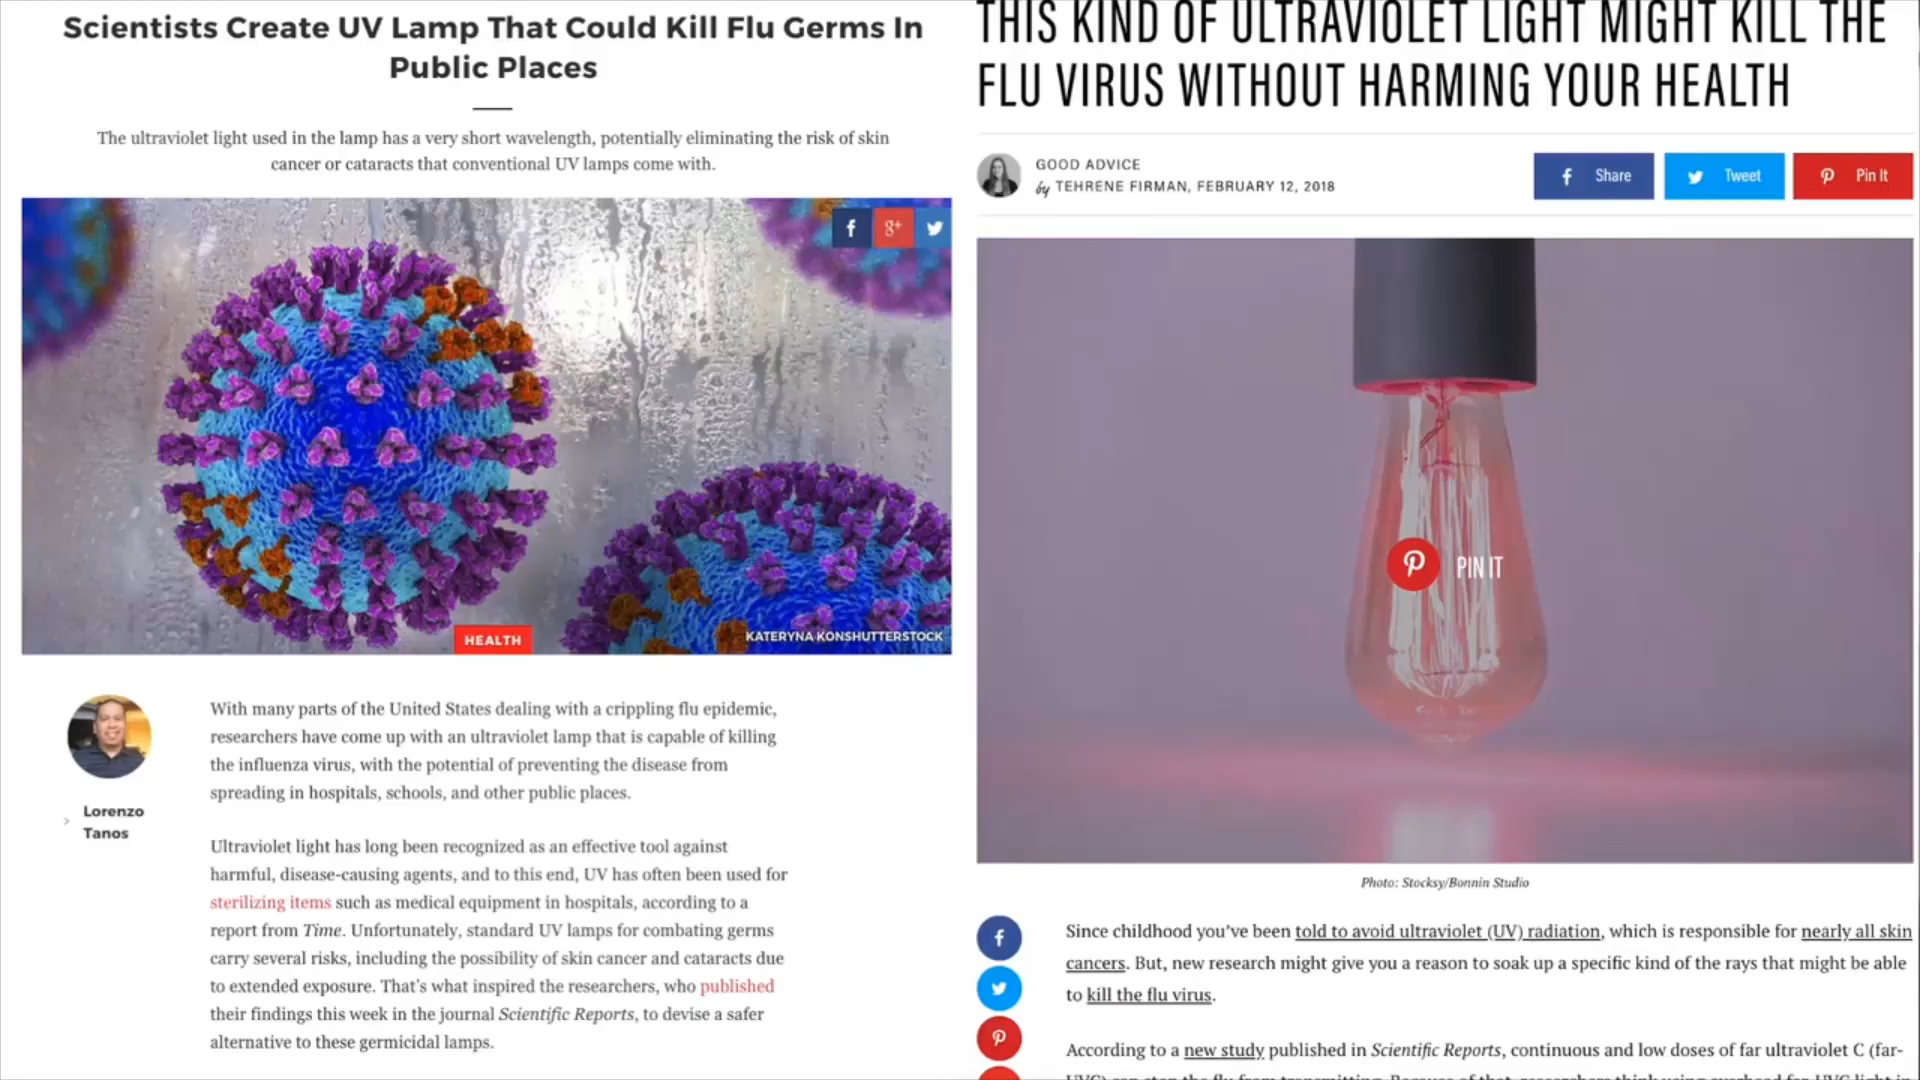 Scientists Create UV Lamp That Could Kill Flu Germs In
Public Places
The ultraviolet light used in the lamp has a very short wavelength, potentially eliminating the risk of skin
cancer or cataracts that conventional UV lamps come with.
f 8+
HEALTH
KATERYNA KONSHUTTERSTOCK
Lorenzo
Tanos
With many parts of the United States dealing with a crippling flu epidemic,
researchers have come up with an ultraviolet lamp that is capable of killing
the influenza virus, with the potential of preventing the disease from
spreading in hospitals, schools, and other public places.
Ultraviolet light has long been recognized as an effective tool against
harmful, disease-causing agents, and to this end, UV has often been used for
sterilizing items such as medical equipment in hospitals, according to a
report from Time. Unfortunately, standard UV lamps for combating germs
carry several risks, including the possibility of skin cancer and cataracts due
to extended exposure. That's what inspired the researchers, who published
their findings this week in the journal Scientific Reports, to devise a safer
alternative to these germicidal lamps.
THIS KIND OF ULTRAVIOLET LIGHT MIGHT KILL THE
FLU VIRUS WITHOUT HARMING YOUR HEALTH
GOOD ADVICE
by TEHRENE FIRMAN, FEBRUARY 12, 2018
f Share Tweet Pin It
PIN IT
Photo: Stocksy/Bonnin Studio
Since childhood you've been told to avoid ultraviolet (UV) radiation, which is responsible for nearly all skin
cancers. But, new research might give you a reason to soak up a specific kind of the rays that might be able
to kill the flu virus.
According to a new study published in Scientific Reports, continuous and low doses of far ultraviolet C (far-